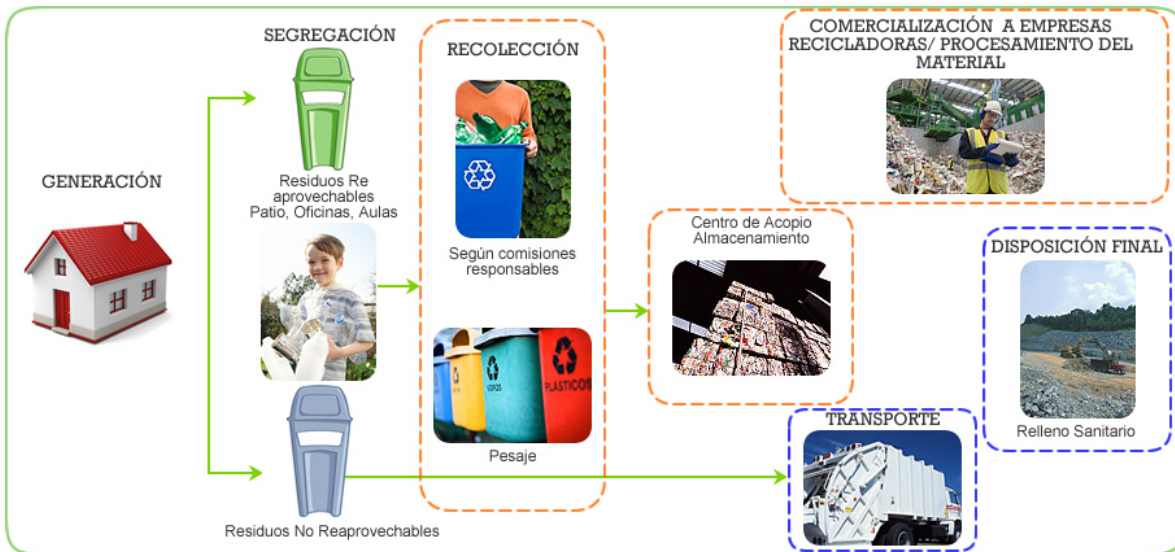 GENERACIÓN
SEGREGACIÓN
Residuos Re
aprovechables
Patio, Oficinas, Aulas
Residuos No Reaprovechables
RECOLECCIÓN
Según comisiones
responsables
PLASTICOS
Pesaje
Centro de Acopio
Almacenamiento
COMERCIALIZACIÓN A EMPRESAS
RECICLADORAS/ PROCESAMIENTO DEL
MATERIAL
TRANSPORTE
DISPOSICIÓN FINAL
Relleno Sanitario